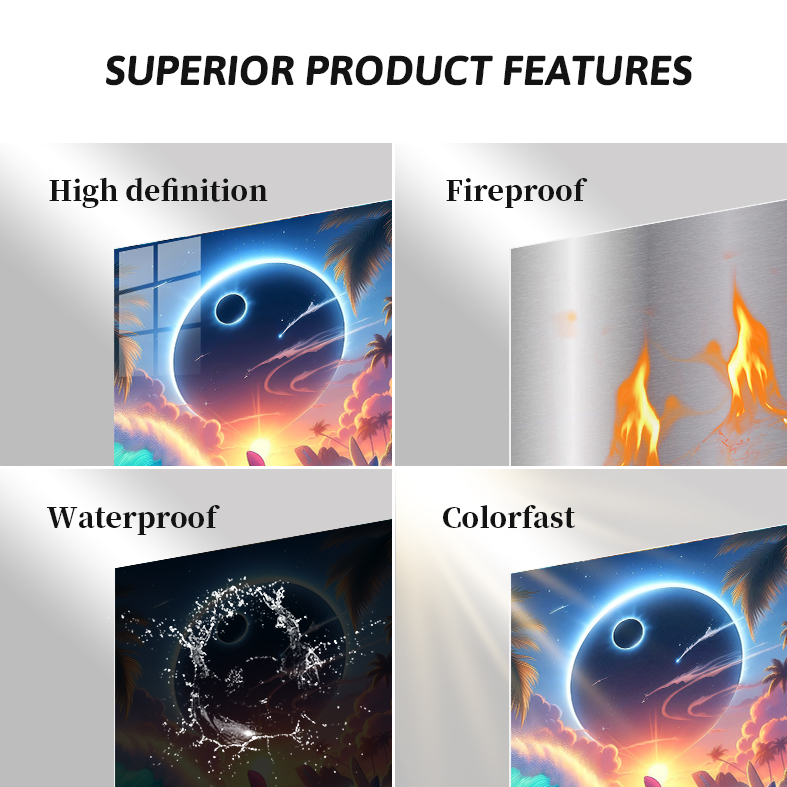 SUPERIOR PRODUCT FEATURES
High definition
Fireproof
Waterproof
Colorfast